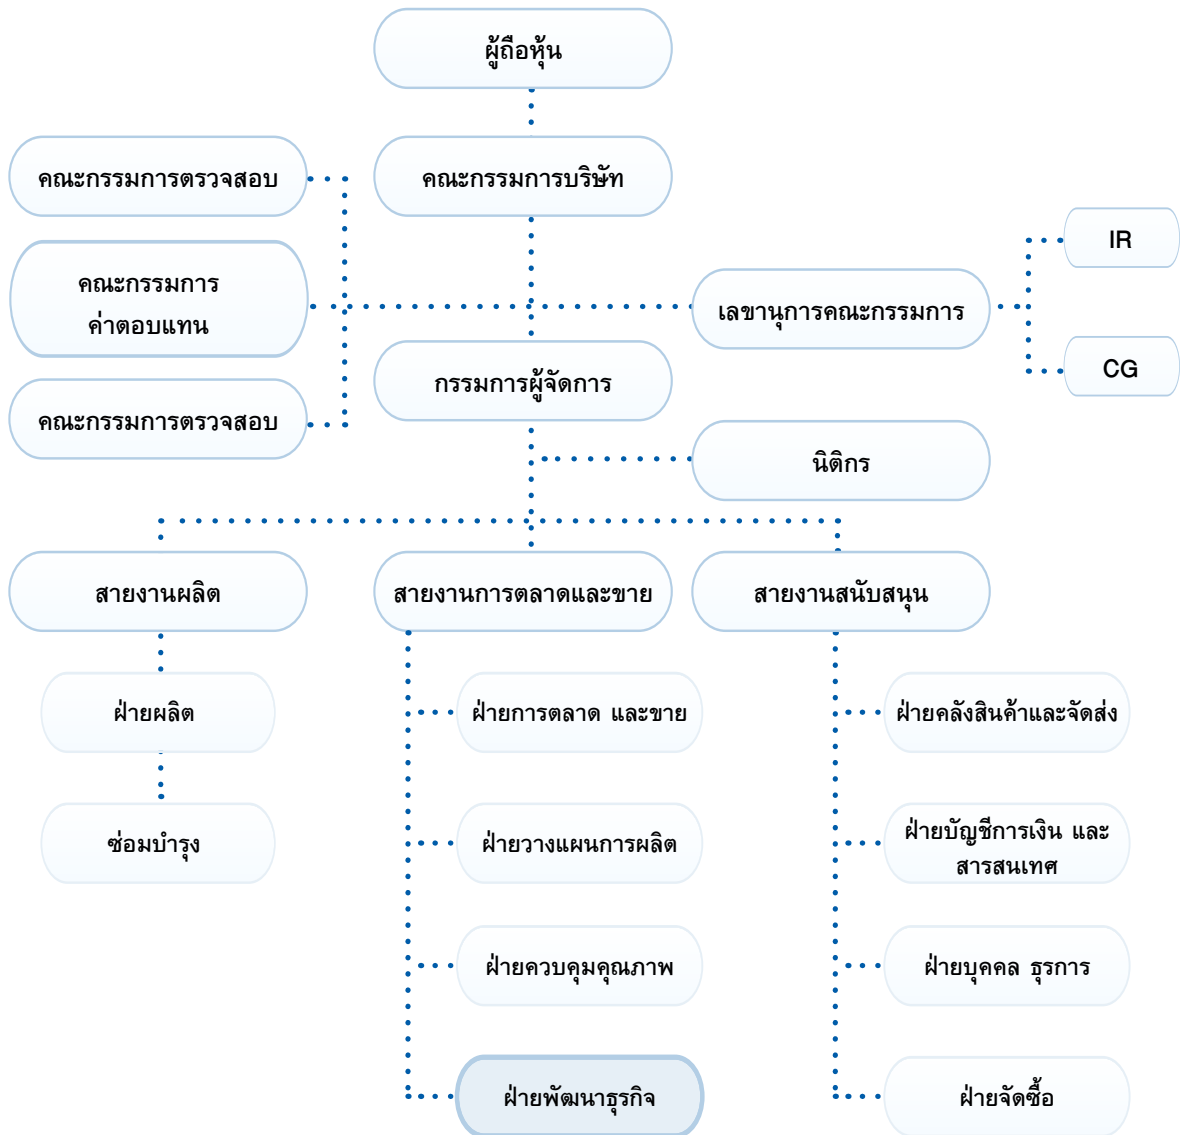 ผู้ถือหุ้น
คณะกรรมการตรวจสอบ
คณะกรรมการบริษัท
IR
คณะกรรมการ
ค่าตอบแทน
เลขานุการคณะกรรมการ
CG
กรรมการผู้จัดการ
คณะกรรมการตรวจสอบ
นิติกร
สายงานผลิต
สายงานการตลาดและขาย
สายงานสนับสนุน
ฝ่ายผลิต
ฝ่ายการตลาด และขาย
ฝ่ายคลังสินค้าและจัดส่ง
ซ่อมบำรุง
ฝ่ายวางแผนการผลิต
ฝ่ายบัญชีการเงิน และ
สารสนเทศ
ฝ่ายควบคุมคุณภาพ
ฝ่ายบุคคล ธุรการ
ฝ่ายพัฒนาธุรกิจ
ฝ่ายจัดซื้อ